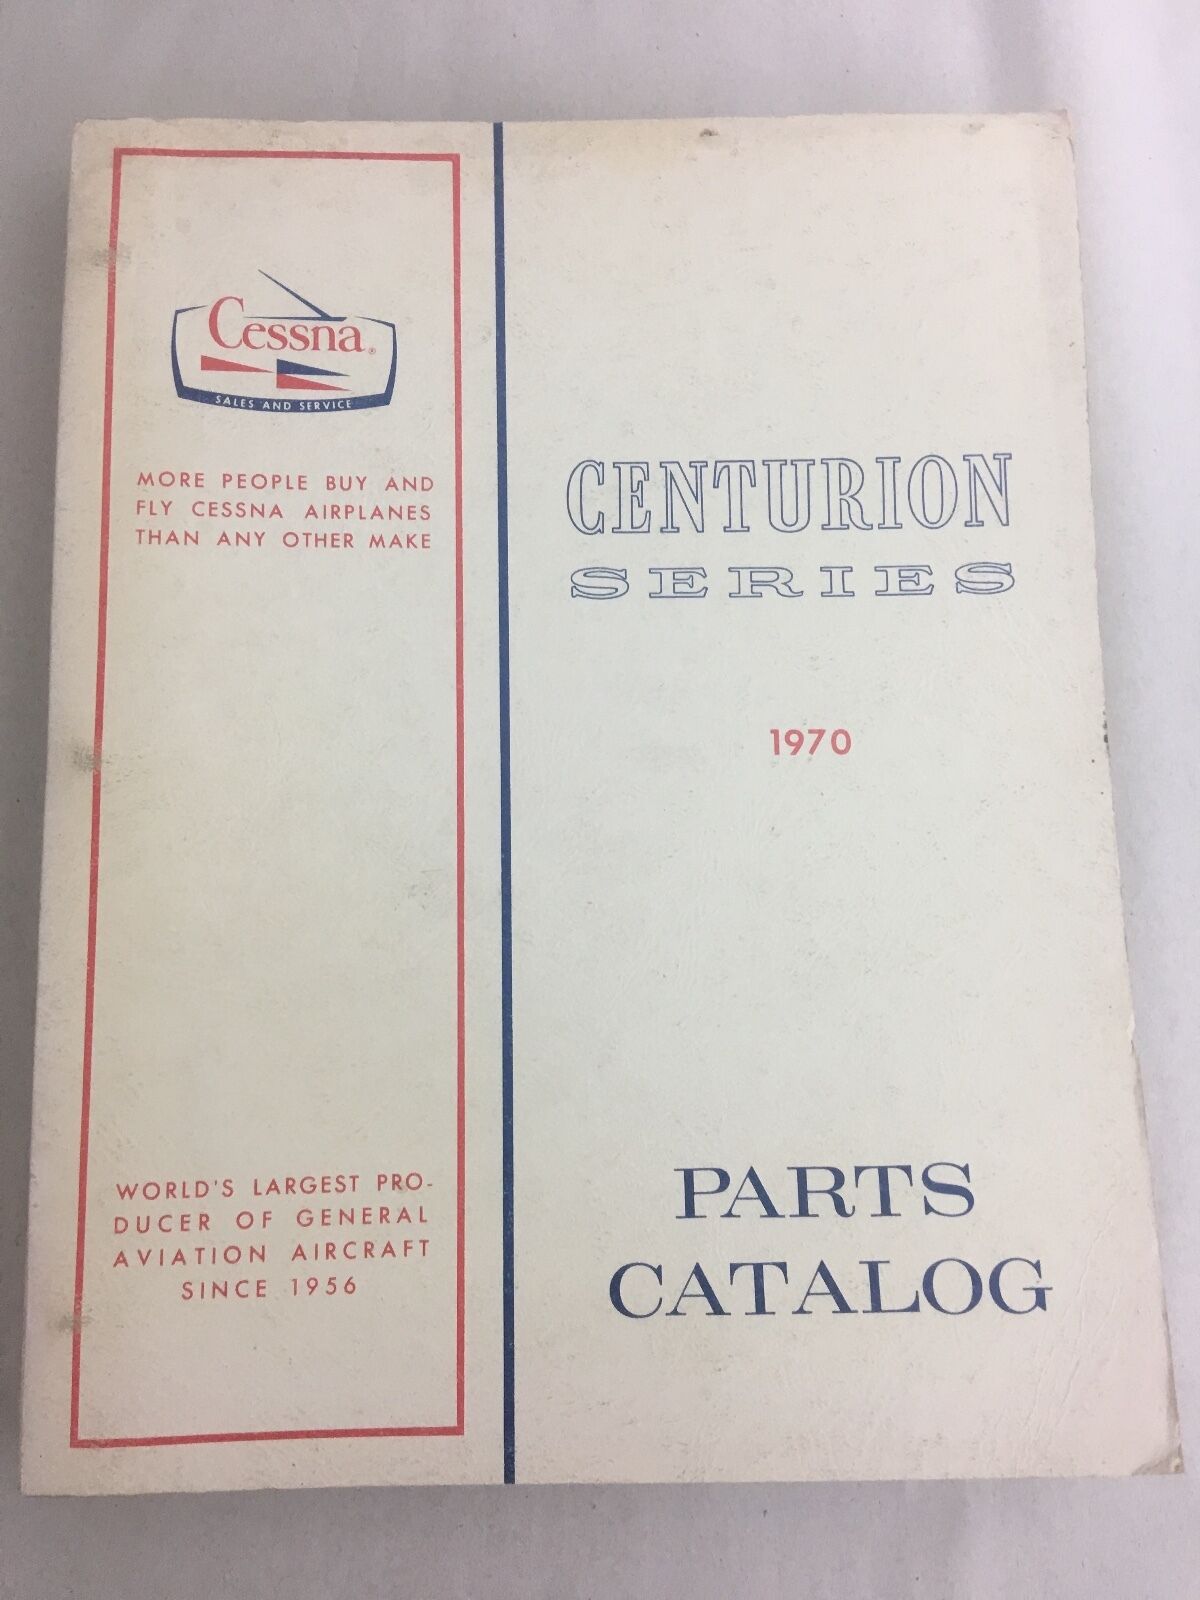 Cessna®
SALES AND SERVICE
MORE PEOPLE BUY AND
FLY CESSNA AIRPLANES
THAN ANY OTHER MAKE
WORLD'S LARGEST PRO-
DUCER OF GENERAL
AVIATION AIRCRAFT
SINCE 1956
CENTURION
SERIES
1970
PARTS
CATALOG